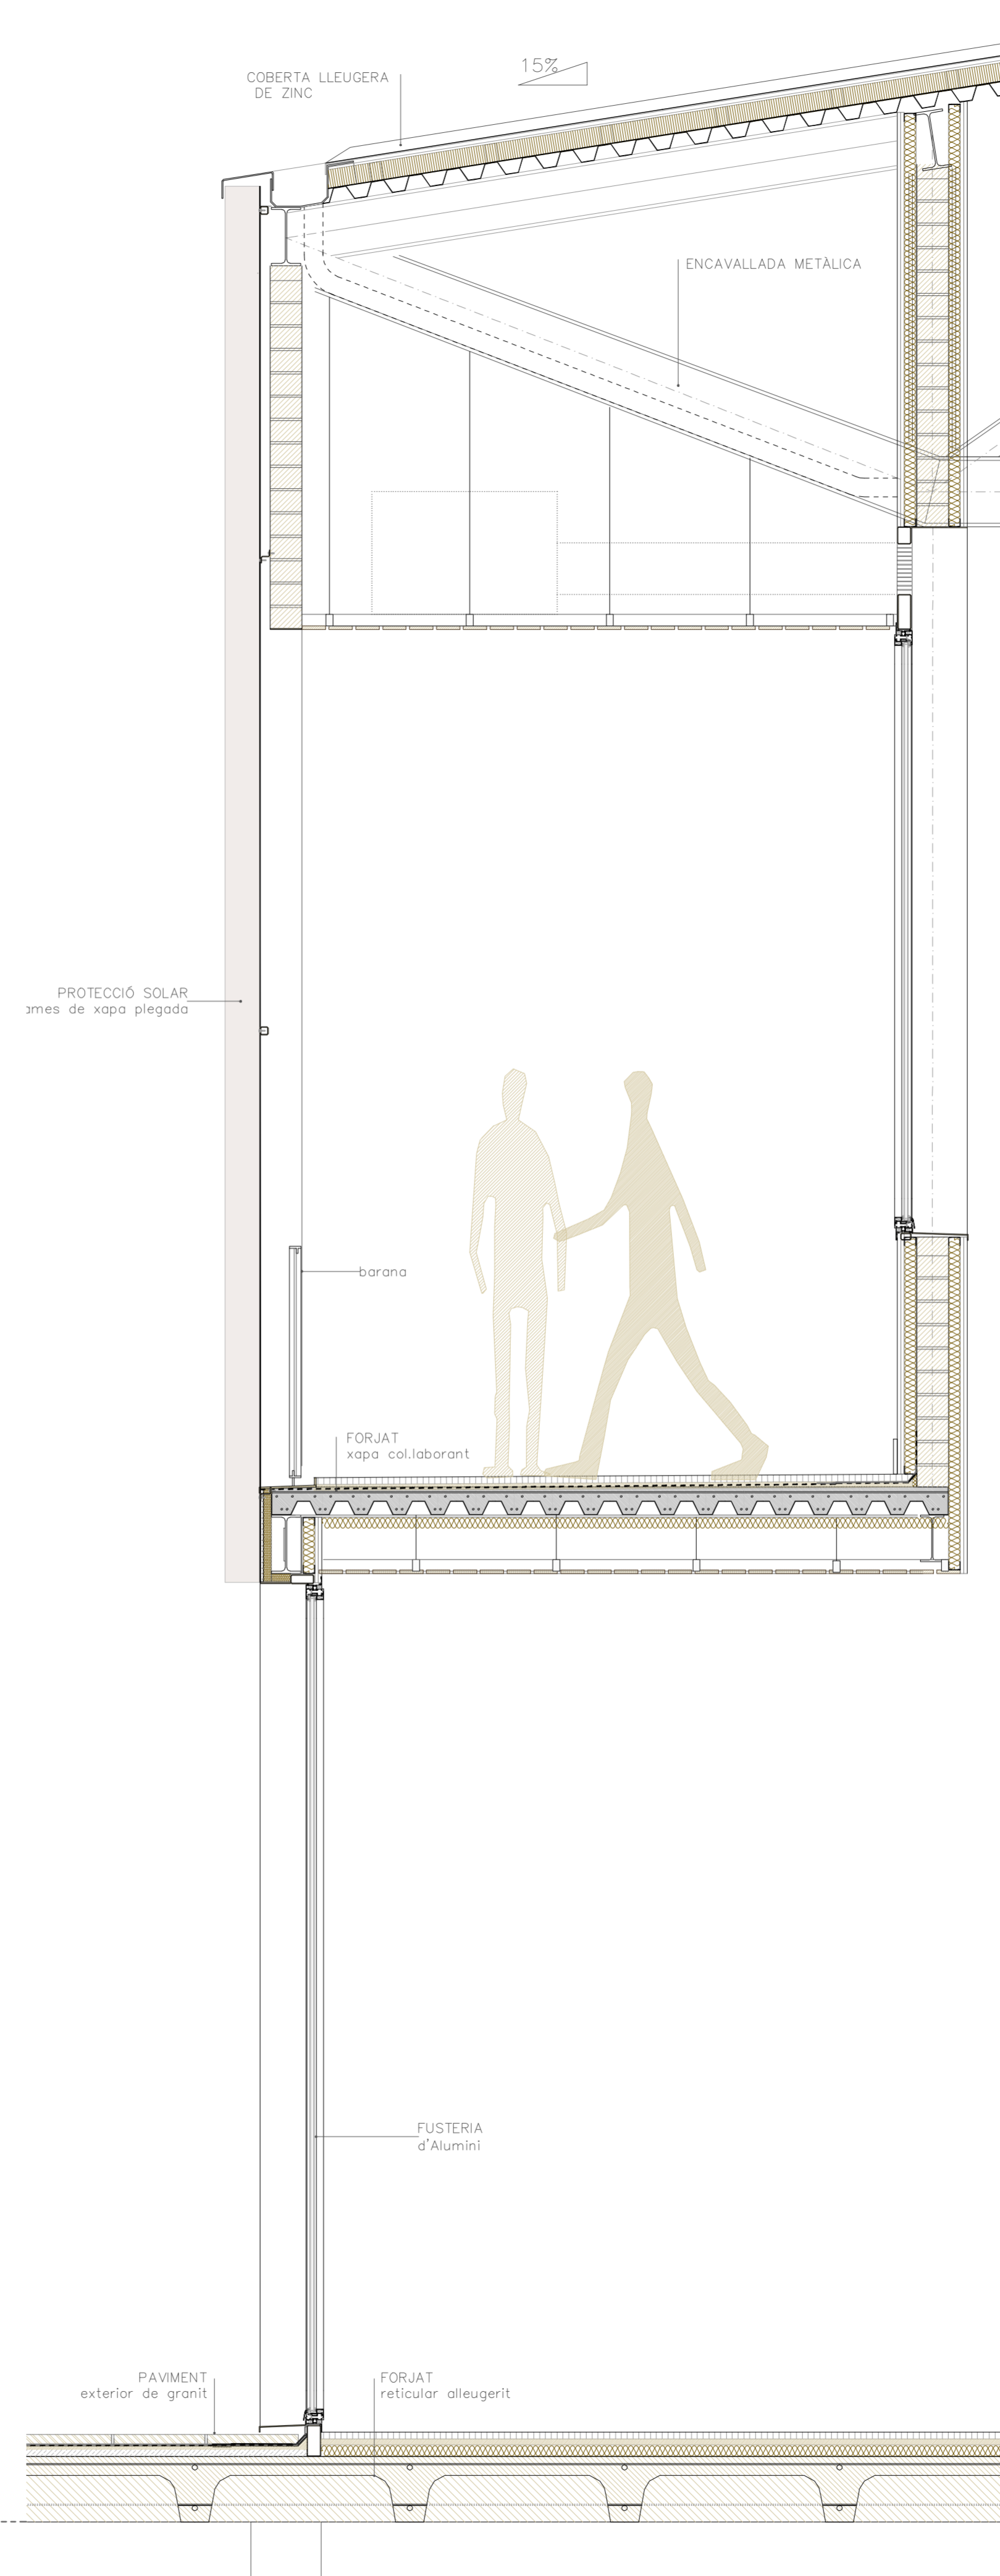 15%
COBERTA LLEUGERA
DE ZINC
ENCAVALLADA METÀLICA
PROTECCIÓ SOLAR
de xapa plegada
barana
FORJAT
xapa col.laborant
FUSTERIA
d'Alumini
PAVIMENT
exterior de granit
FORJAT
reticular alleugerit